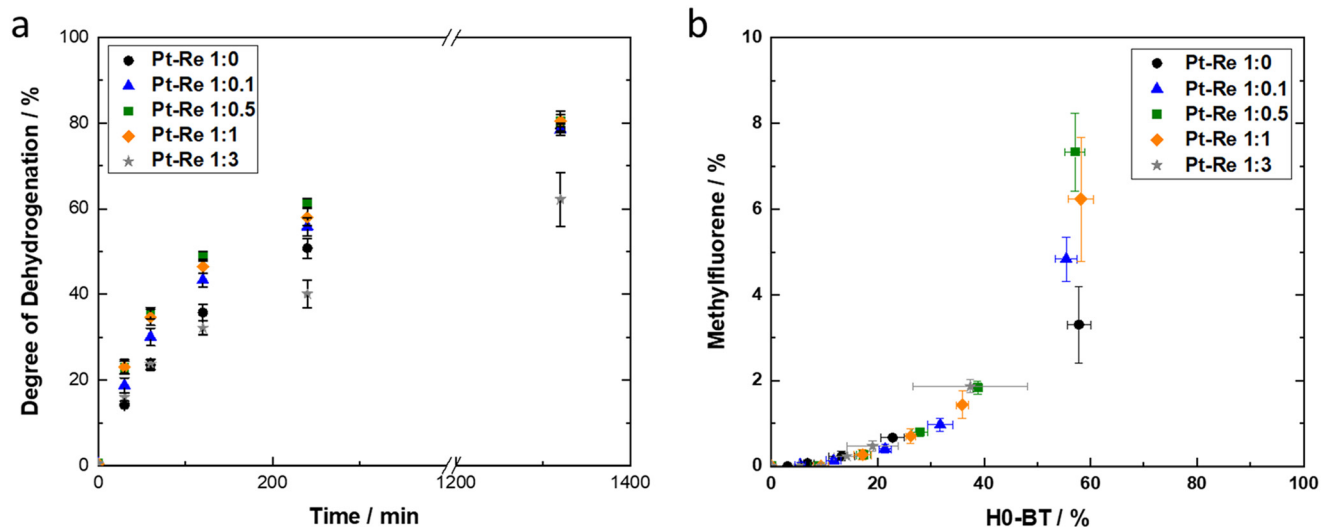 a
100
80
60
40
20
0
0
200
1200
1400
Degree of Dehydrogenation / %
Time / min
Pt-Re 1:0
Pt-Re 1:0.1
Pt-Re 1:0.5
Pt-Re 1:1
Pt-Re 1:3
b
10
8
6
4
2
0
0
20
40
60
80
100
Methylfluorene / %
H0-BT / %
Pt-Re 1:0
Pt-Re 1:0.1
Pt-Re 1:0.5
Pt-Re 1:1
Pt-Re 1:3